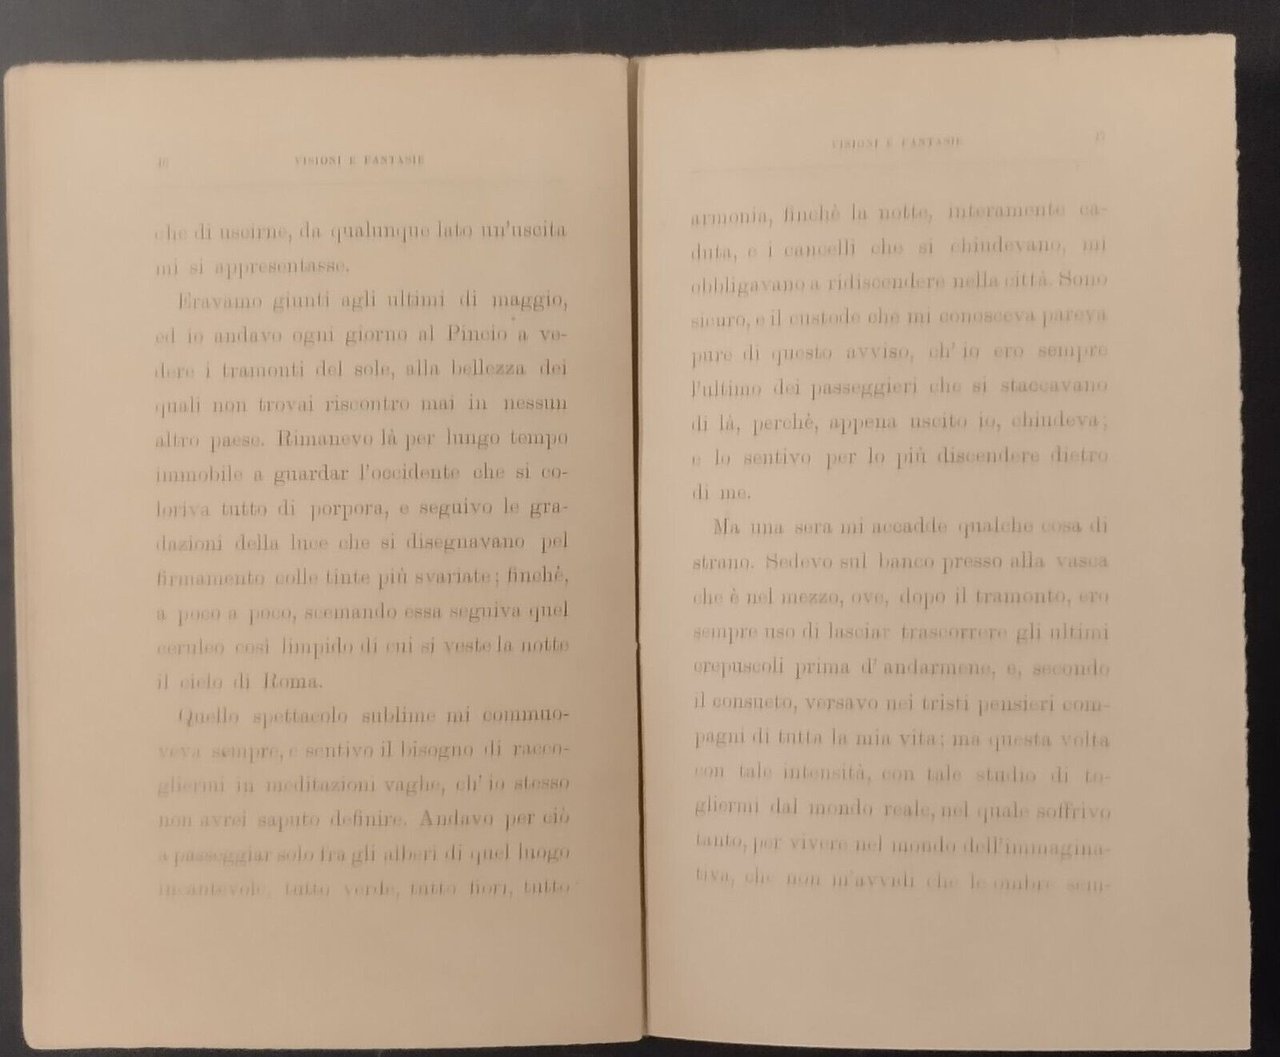 16 VISIONI E FANTASIE
che di uscirne, da qualunque lato un'uscita
mi si appresentasse.
Eravamo giunti agli ultimi di maggio,
ed io andavo ogni giorno al Pincio a ve-
dere i tramonti del sole, alla bellezza dei
quali non trovai riscontro mai in nessun
altro paese. Rimanevo là per lungo tempo
immobile a guardar l'occidente che si co-
loriva tutto di porpora, e seguivo le gra-
dazioni della luce che si disegnavano pel
firmamento colle tinte più svariate; finchè,
a poco a poco, scemando essa seguiva quel
ceruleo così limpido di cui si veste la notte
il cielo di Roma.
Quello spettacolo sublime mi commuo-
veva sempre, e sentivo il bisogno di racco-
gliermi in meditazioni vaghe, ch' io stesso
non avrei saputo definire. Andavo per ciò
a passeggiar solo fra gli alberi di quel luogo
incantevole, tutto verde, tutto fiori, tutto
VISIONI E FANTASIE 17
armonia, finchè la notte, interamente ca-
duta, e i cancelli che si chiudevano, mi
obbligavano a ridiscendere nella città. Sono
sicuro, e il custode che mi conosceva pareva
pure di questo avviso, ch' io ero sempre
l'ultimo dei passeggieri che si staccavano
di là, perchè, appena uscito io, chiudeva;
e lo sentivo per lo più discendere dietro
di me.
Ma una sera mi accadde qualche cosa di
strano. Sedevo sul banco presso alla vasca
che è nel mezzo, ove, dopo il tramonto, ero
sempre uso di lasciar trascorrere gli ultimi
crepuscoli prima d' andarmene, e, secondo
il consueto, versavo nei tristi pensieri com-
pagni di tutta la mia vita; ma questa volta
con tale intensità, con tale studio di to-
gliermi dal mondo reale, nel quale soffrivo
tanto, per vivere nel mondo dell'immagina-
tiva, che non m'avvidi che le ombre sem-